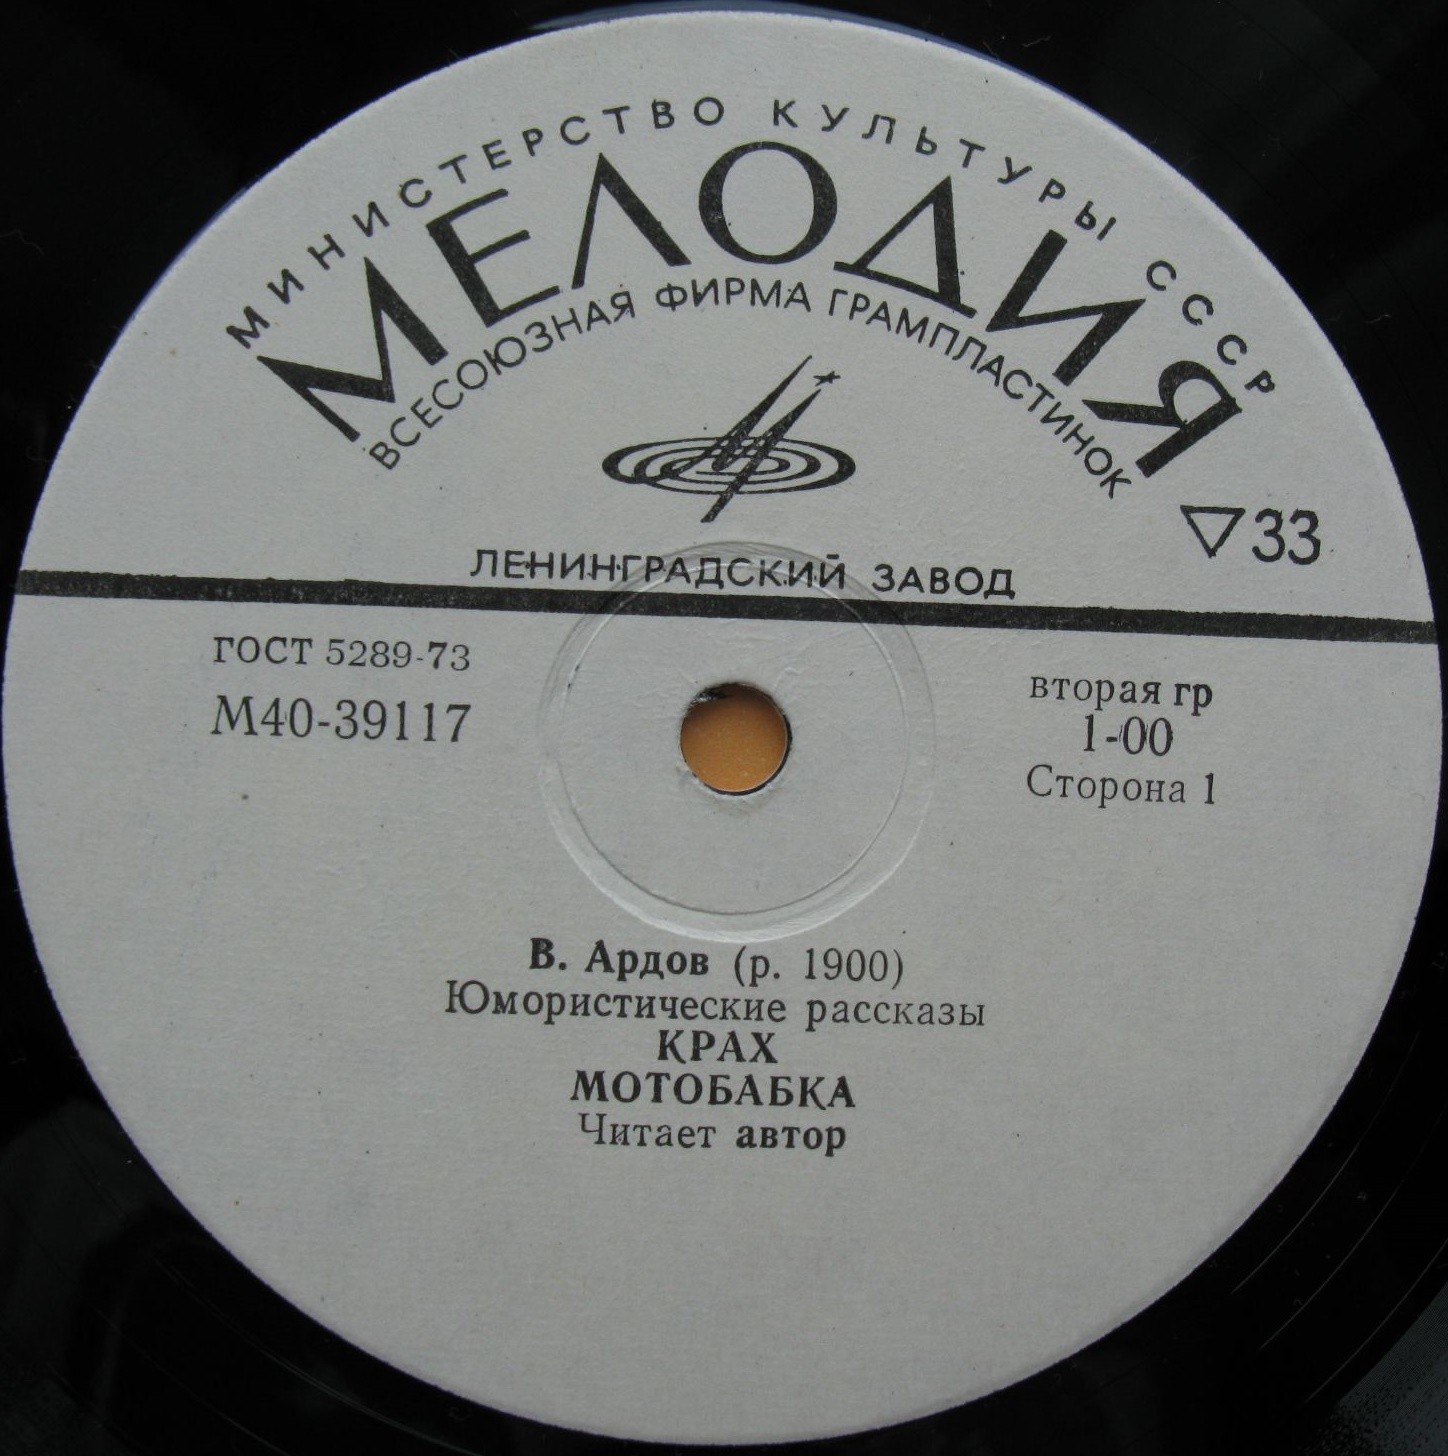 МИНИСТЕРСТВО КУЛЬТУРЫ СССР
МЕЛОДИЯ
ВСЕСОЮЗНАЯ ФИРМА ГРАМПЛАСТИНОК
▽33
ЛЕНИНГРАДСКИЙ ЗАВОД
ГОСТ 5289-73
М40-39117
вторая гр
1-00
Сторона 1
В. Ардов (р. 1900)
Юмористические рассказы
КРАХ
МОТОБАБКА
Читает автор